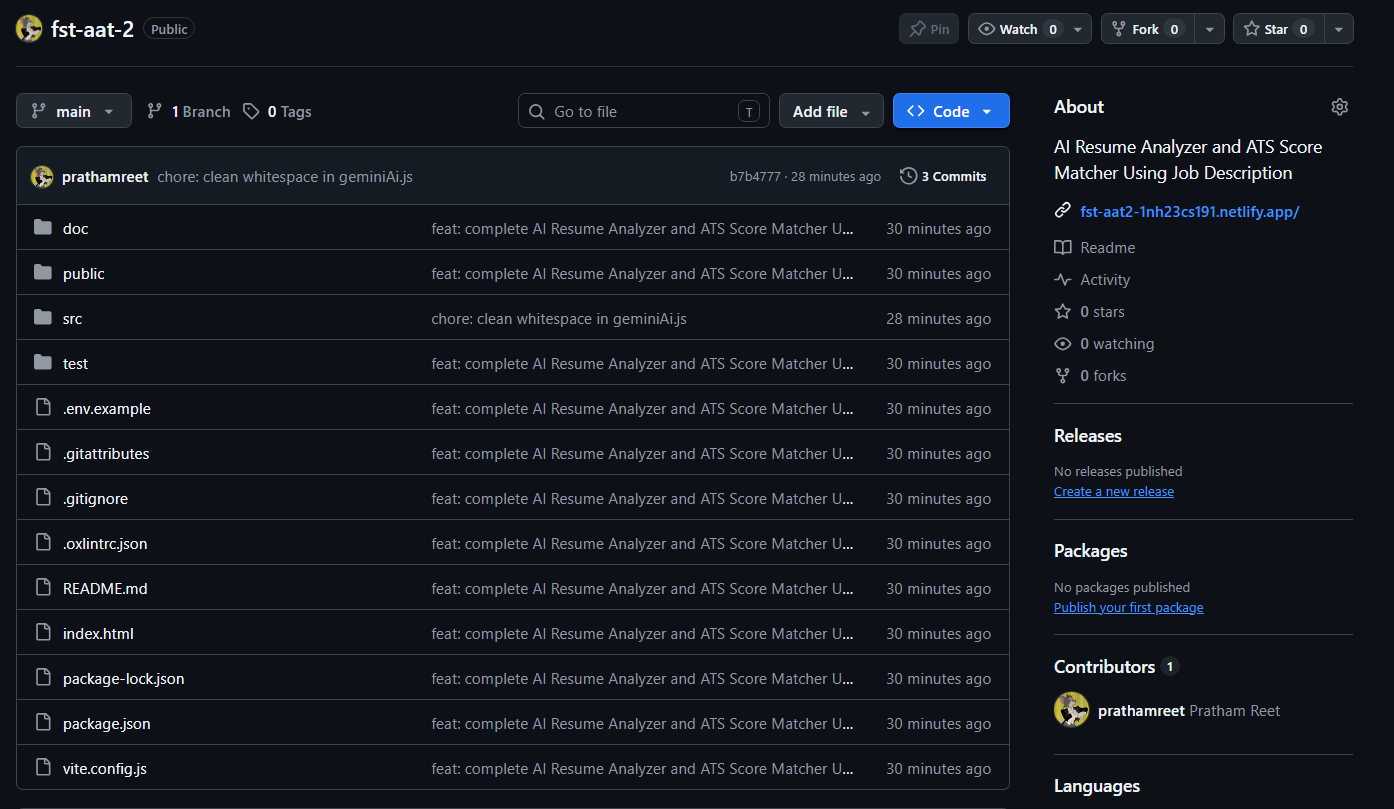 fst-aat-2 Public Pin Watch 0 Fork 0 Star 0
main 1 Branch 0 Tags Go to file T Add file Code
prathamreet chore: clean whitespace in geminiAi.js b7b4777 · 28 minutes ago 3 Commits
doc feat: complete AI Resume Analyzer and ATS Score Matcher U... 30 minutes ago
public feat: complete AI Resume Analyzer and ATS Score Matcher U... 30 minutes ago
src chore: clean whitespace in geminiAi.js 28 minutes ago
test feat: complete AI Resume Analyzer and ATS Score Matcher U... 30 minutes ago
.env.example feat: complete AI Resume Analyzer and ATS Score Matcher U... 30 minutes ago
.gitattributes feat: complete AI Resume Analyzer and ATS Score Matcher U... 30 minutes ago
.gitignore feat: complete AI Resume Analyzer and ATS Score Matcher U... 30 minutes ago
.oxlintrc.json feat: complete AI Resume Analyzer and ATS Score Matcher U... 30 minutes ago
README.md feat: complete AI Resume Analyzer and ATS Score Matcher U... 30 minutes ago
index.html feat: complete AI Resume Analyzer and ATS Score Matcher U... 30 minutes ago
package-lock.json feat: complete AI Resume Analyzer and ATS Score Matcher U... 30 minutes ago
package.json feat: complete AI Resume Analyzer and ATS Score Matcher U... 30 minutes ago
vite.config.js feat: complete AI Resume Analyzer and ATS Score Matcher U... 30 minutes ago
About
AI Resume Analyzer and ATS Score
Matcher Using Job Description
fst-aat2-1nh23cs191.netlify.app/
Readme
Activity
0 stars
0 watching
0 forks
Releases
No releases published
Create a new release
Packages
No packages published
Publish your first package
Contributors 1
prathamreet Pratham Reet
Languages